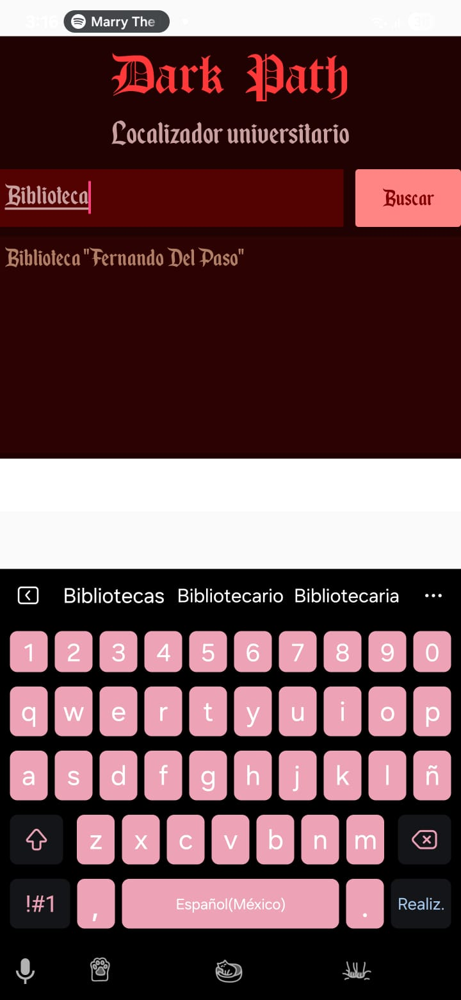 3:16 Marry The
Dark Path
Localizador universitario
Biblioteca
Buscar
Biblioteca "Fernando Del Paso"
Bibliotecas Bibliotecario Bibliotecaria ...
1 2 3 4 5 6 7 8 9 0
q w e r t y u i o p
a s d f g h j k l ñ
z x c v b n m
!#1 , Español(México) . Realiz.